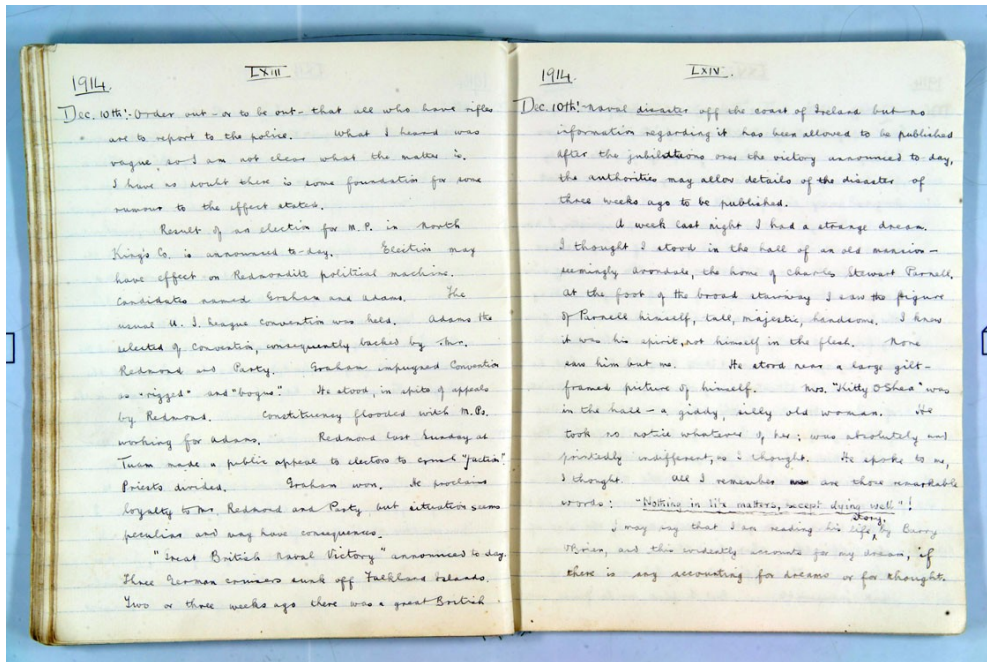 1914.
LXIII
Dec. 10th:- Order out - or to be out - that all who have rifles
are to report to the police. What I heard was
vague so I am not clear what the matter is.
I have no doubt there is some foundation for some
rumour to the effect stated.
Result of an election for M.P. in North
King's Co. is announced to-day. Election may
have effect on Redmondite political machine.
Candidates named Graham and Adams. The
usual U. I. League Convention was held. Adams the
selected of Convention, consequently backed by Mr.
Redmond and Party. Graham impugned Convention
as "rigged" and "bogus". He stood, in spite of appeals
by Redmond. Constituency flooded with M.Ps.
working for Adams. Redmond last Sunday at
Tuam made a public appeal to electors to crush "faction".
Priests divided. Graham won. He proclaims
loyalty to Mr. Redmond and Party but situation seems
peculiar and may have consequences.
"Great British Naval Victory" announced to day.
Three German cruisers sunk off Falkland Islands.
Two or three weeks ago there was a great British
1914.
LXIV.
Dec. 10th:- naval disaster off the coast of Ireland but no
information regarding it has been allowed to be published
after the jubilations over the victory announced to day,
the authorities may allow details of the disaster of
three weeks ago to be published.
A week last night I had a strange dream.
I thought I stood in the hall of an old mansion -
seemingly Avondale, the home of Charles Stewart Parnell.
At the foot of the broad stairway I saw the figure
of Parnell himself, tall, majestic, handsome. I knew
it was his spirit, not himself in the flesh. None
saw him but me. He stood near a large gilt-
framed picture of himself. Mrs. "Kitty O'Shea" was
in the hall - a giddy, silly old woman. He
took no notice whatever of her; was absolutely and
pointedly indifferent, as I thought. He spoke to me,
I thought. All I remember are those remarkable
words: "Nothing in life matters, except dying well"!
I may say that I am reading his life story, by Barry
O'Brien, and this evidently accounts for my dream, if
there is any accounting for dreams or for thought.